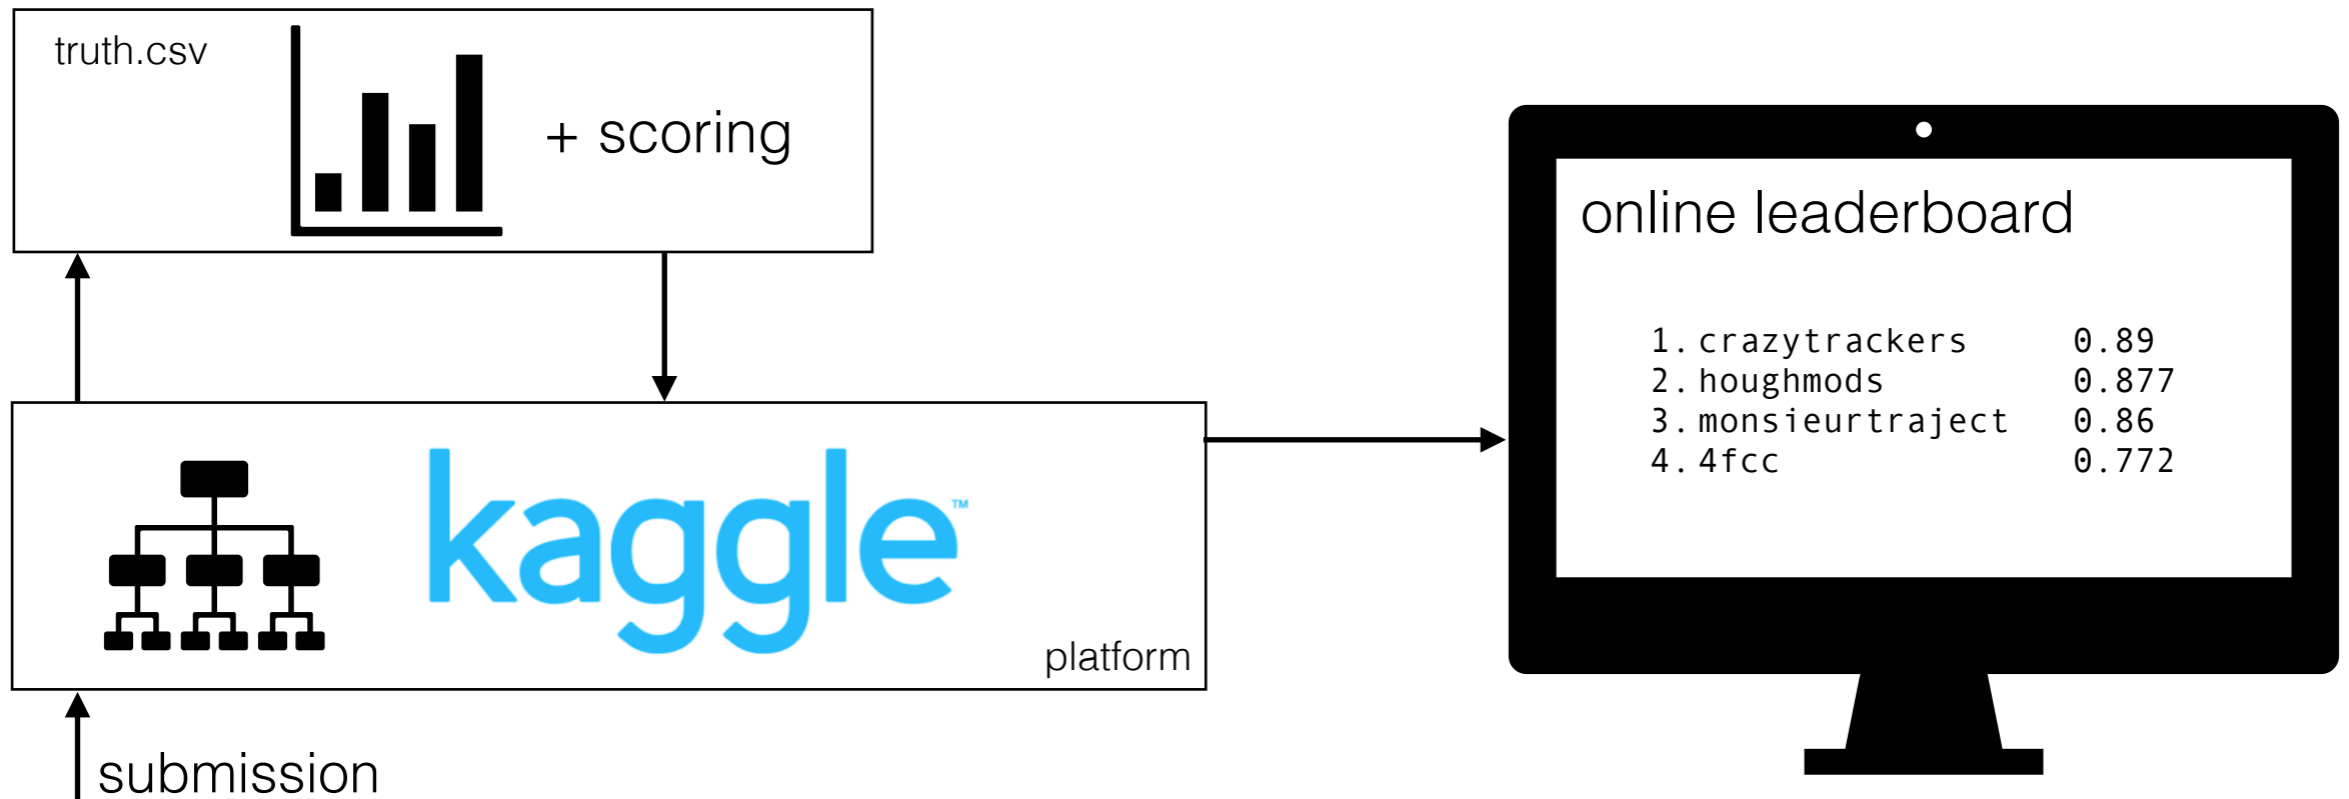 truth.csv
+ scoring
kaggle™
platform
submission
online leaderboard
1. crazytrackers 0.89
2. houghmods 0.877
3. monsieurtraject 0.86
4. 4fcc 0.772